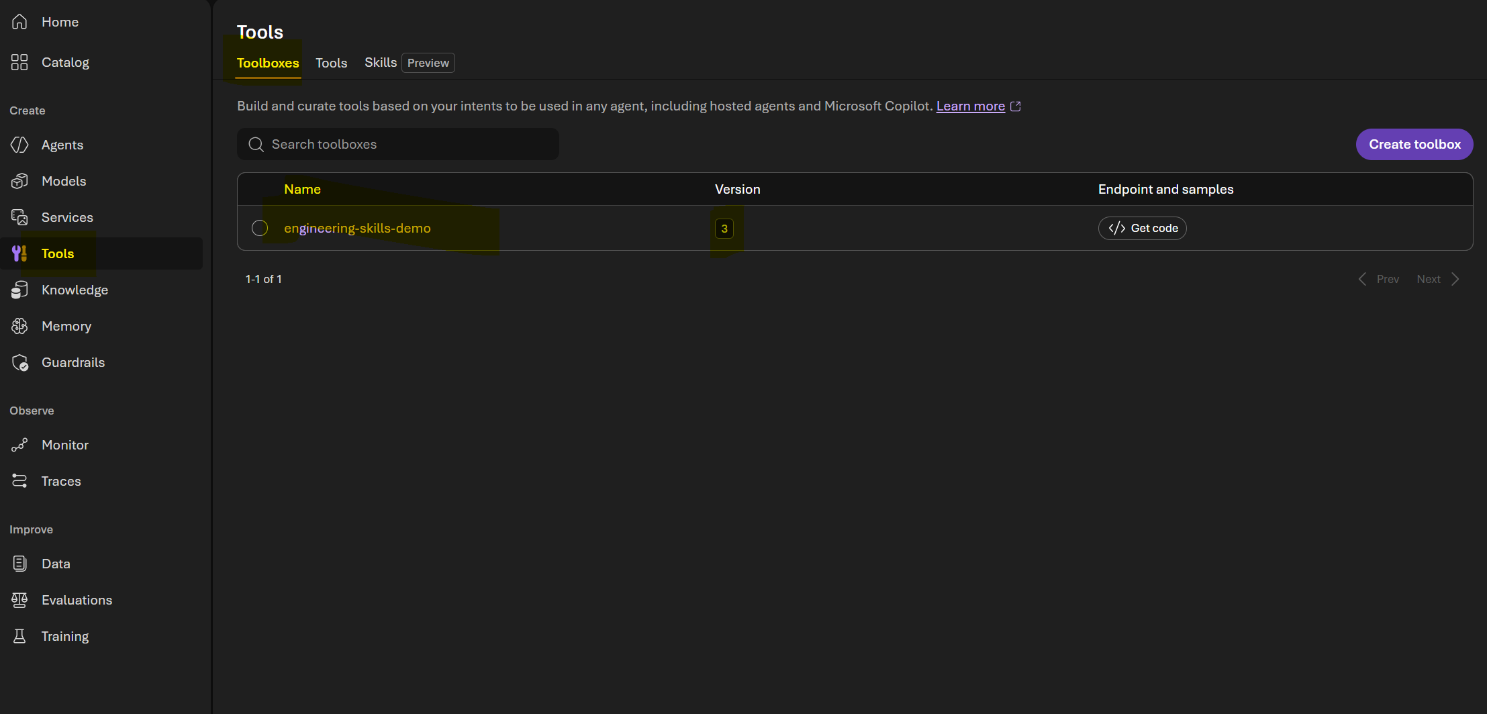 Home
Catalog
Create
Agents
Models
Services
Tools
Knowledge
Memory
Guardrails
Observe
Monitor
Traces
Improve
Data
Evaluations
Training
Tools
Toolboxes Tools Skills Preview
Build and curate tools based on your intents to be used in any agent, including hosted agents and Microsoft Copilot. Learn more
Search toolboxes
Create toolbox
Name Version Endpoint and samples
engineering-skills-demo 3 </> Get code
1-1 of 1 Prev Next